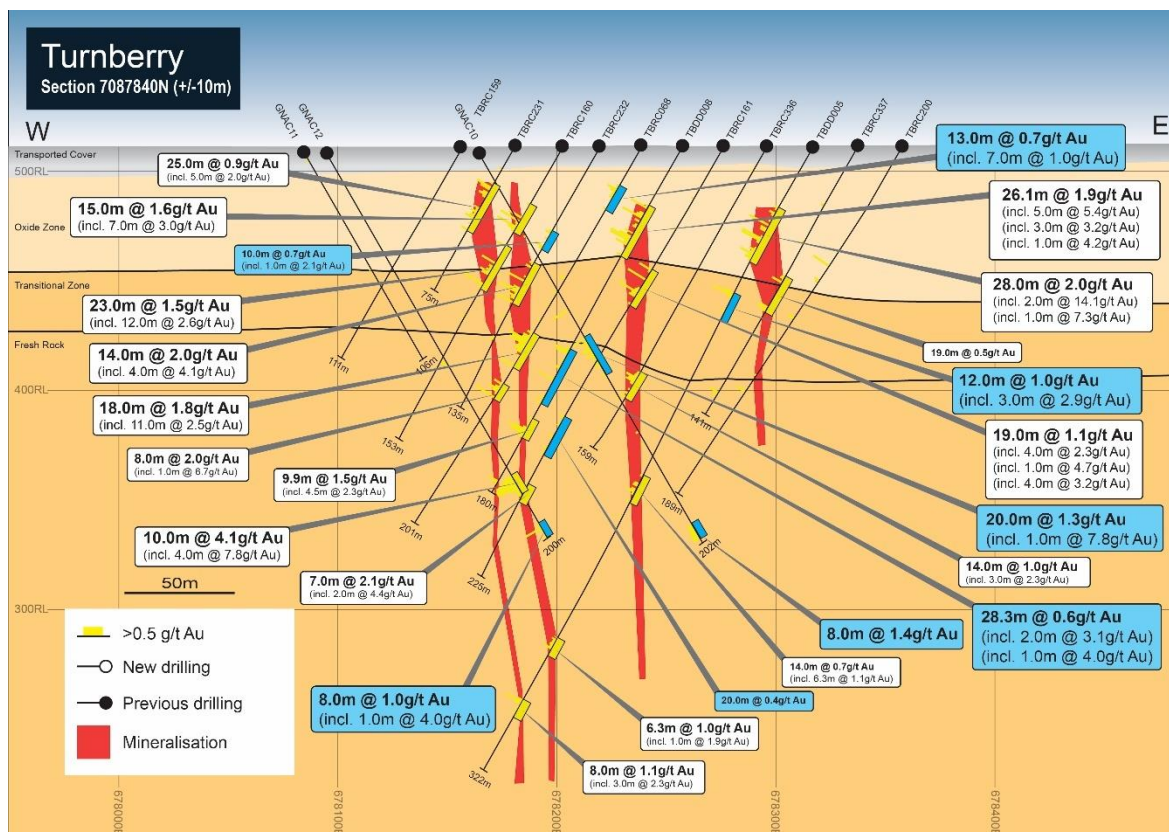 Turnberry
Section 7087840N (+/-10m)
W
E
GNAC11
GNAC12
GNAC10
TBRC159
TBRC231
TBRC160
TBRC232
TBRC068
TBDD008
TBRC161
TBRC336
TBDD005
TBRC337
TBRC200
Transported Cover
500RL
Oxide Zone
Transitional Zone
Fresh Rock
400RL
300RL
25.0m @ 0.9g/t Au
(incl. 5.0m @ 2.0g/t Au)
15.0m @ 1.6g/t Au
(incl. 7.0m @ 3.0g/t Au)
10.0m @ 0.7g/t Au
(incl. 1.0m @ 2.1g/t Au)
23.0m @ 1.5g/t Au
(incl. 12.0m @ 2.6g/t Au)
14.0m @ 2.0g/t Au
(incl. 4.0m @ 4.1g/t Au)
18.0m @ 1.8g/t Au
(incl. 11.0m @ 2.5g/t Au)
8.0m @ 2.0g/t Au
(incl. 1.0m @ 6.7g/t Au)
9.9m @ 1.5g/t Au
(incl. 4.5m @ 2.3g/t Au)
10.0m @ 4.1g/t Au
(incl. 4.0m @ 7.8g/t Au)
7.0m @ 2.1g/t Au
(incl. 2.0m @ 4.4g/t Au)
8.0m @ 1.0g/t Au
(incl. 1.0m @ 4.0g/t Au)
75m
111m
106m
135m
153m
180m
201m
200m
225m
322m
159m
141m
189m
202m
13.0m @ 0.7g/t Au
(incl. 7.0m @ 1.0g/t Au)
26.1m @ 1.9g/t Au
(incl. 5.0m @ 5.4g/t Au)
(incl. 3.0m @ 3.2g/t Au)
(incl. 1.0m @ 4.2g/t Au)
28.0m @ 2.0g/t Au
(incl. 2.0m @ 14.1g/t Au)
(incl. 1.0m @ 7.3g/t Au)
19.0m @ 0.5g/t Au
12.0m @ 1.0g/t Au
(incl. 3.0m @ 2.9g/t Au)
19.0m @ 1.1g/t Au
(incl. 4.0m @ 2.3g/t Au)
(incl. 1.0m @ 4.7g/t Au)
(incl. 4.0m @ 3.2g/t Au)
20.0m @ 1.3g/t Au
(incl. 1.0m @ 7.8g/t Au)
14.0m @ 1.0g/t Au
(incl. 3.0m @ 2.3g/t Au)
28.3m @ 0.6g/t Au
(incl. 2.0m @ 3.1g/t Au)
(incl. 1.0m @ 4.0g/t Au)
8.0m @ 1.4g/t Au
14.0m @ 0.7g/t Au
(incl. 6.3m @ 1.1g/t Au)
20.0m @ 0.4g/t Au
6.3m @ 1.0g/t Au
(incl. 1.0m @ 1.9g/t Au)
8.0m @ 1.1g/t Au
(incl. 3.0m @ 2.3g/t Au)
50m
>0.5 g/t Au
New drilling
Previous drilling
Mineralisation